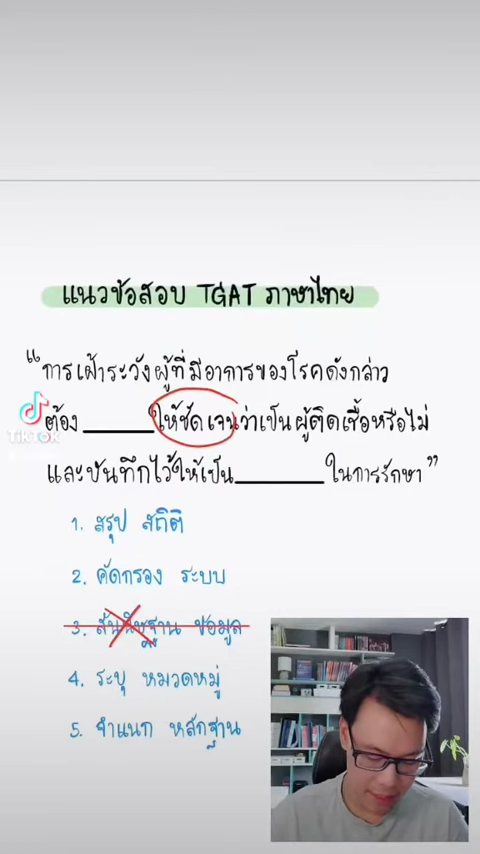 แนวข้อสอบ TGAT ภาษาไทย
"การเฝ้าระวังผู้ที่มีอาการของโรคดังกล่าว
ต้อง ______ ให้ชัดเจนว่าเป็นผู้ติดเชื้อหรือไม่
และบันทึกไว้ให้เป็น ______ ในการรักษา"
TikTok
1. สรุป สถิติ
2. คัดกรอง ระบบ
3. สันนิษฐาน ข้อมูล
4. ระบุ หมวดหมู่
5. จำแนก หลักฐาน